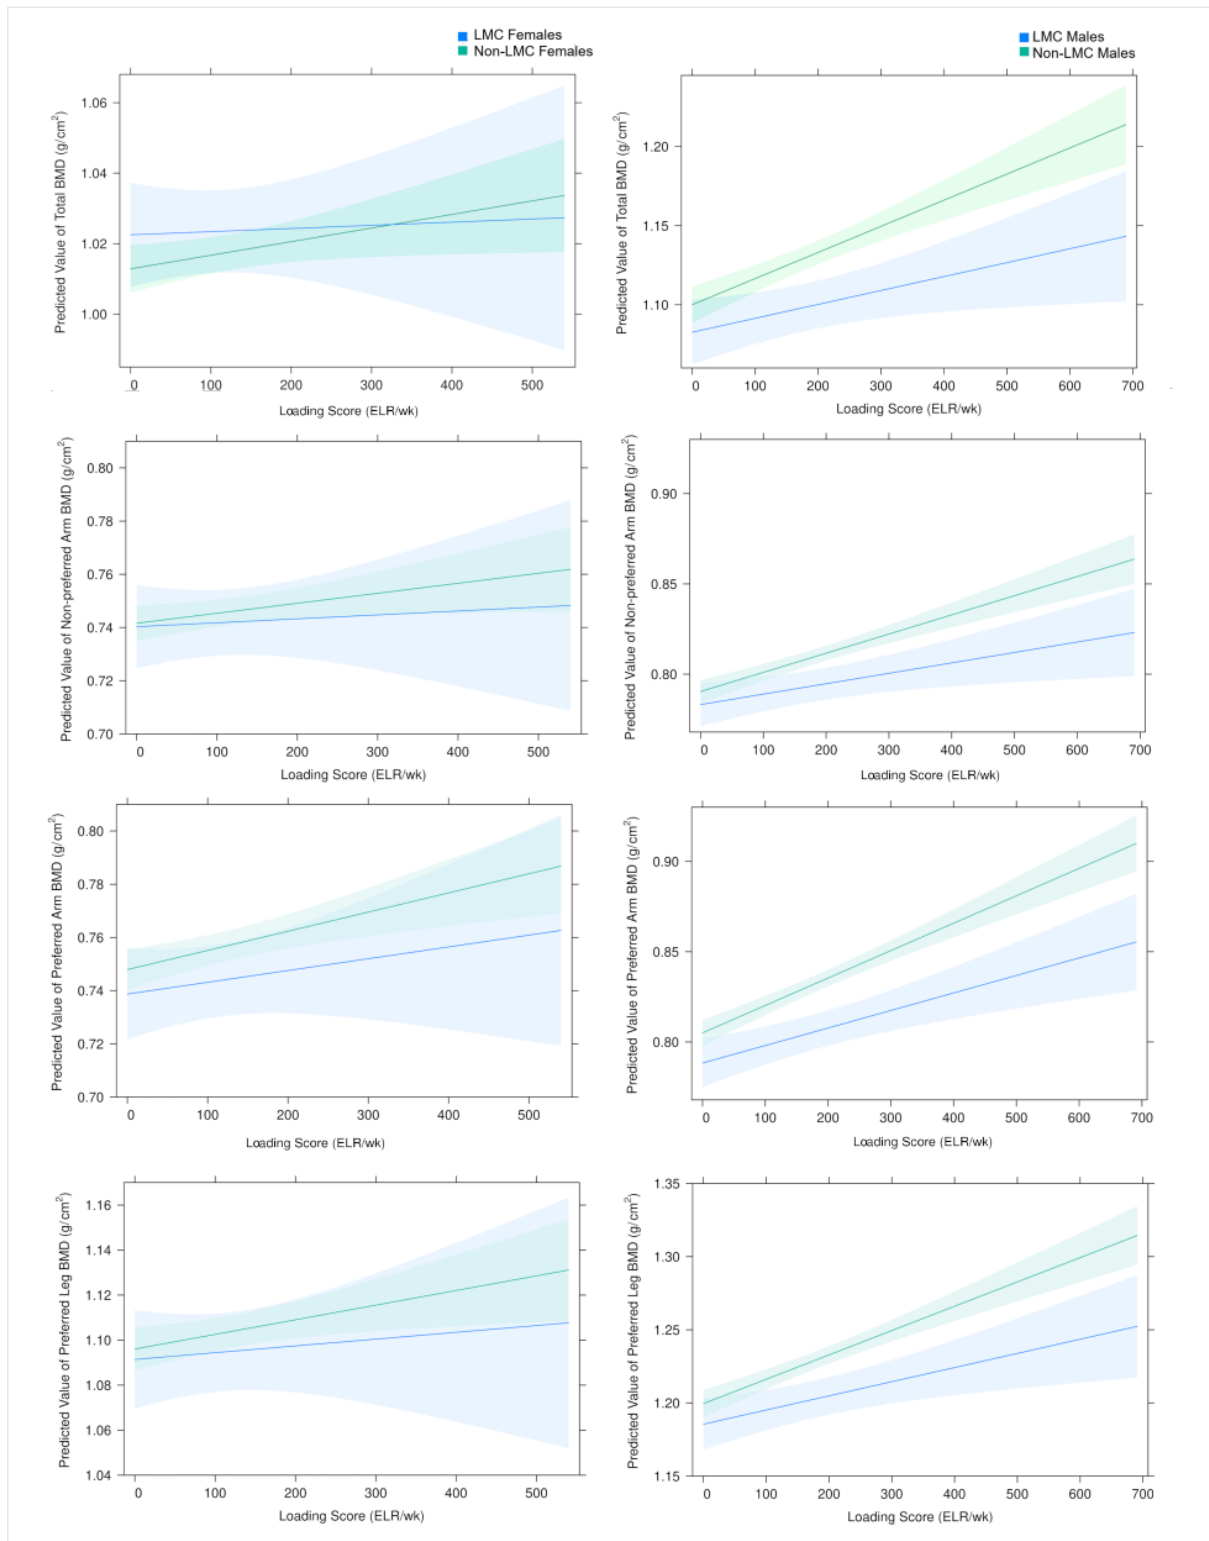 LMC Females
Non-LMC Females
LMC Males
Non-LMC Males
Predicted Value of Total BMD (g/cm²)
1.06
1.04
1.02
1.00
0 100 200 300 400 500
Loading Score (ELR/wk)
Predicted Value of Total BMD (g/cm²)
1.20
1.15
1.10
0 100 200 300 400 500 600 700
Loading Score (ELR/wk)
Predicted Value of Non-preferred Arm BMD (g/cm²)
0.80
0.78
0.76
0.74
0.72
0.70
0 100 200 300 400 500
Loading Score (ELR/wk)
Predicted Value of Non-preferred Arm BMD (g/cm²)
0.90
0.85
0.80
0 100 200 300 400 500 600 700
Loading Score (ELR/wk)
Predicted Value of Preferred Arm BMD (g/cm²)
0.80
0.78
0.76
0.74
0.72
0.70
0 100 200 300 400 500
Loading Score (ELR/wk)
Predicted Value of Preferred Arm BMD (g/cm²)
0.90
0.85
0.80
0 100 200 300 400 500 600 700
Loading Score (ELR/wk)
Predicted Value of Preferred Leg BMD (g/cm²)
1.16
1.14
1.12
1.10
1.08
1.06
1.04
0 100 200 300 400 500
Loading Score (ELR/wk)
Predicted Value of Preferred Leg BMD (g/cm²)
1.35
1.30
1.25
1.20
1.15
0 100 200 300 400 500 600 700
Loading Score (ELR/wk)